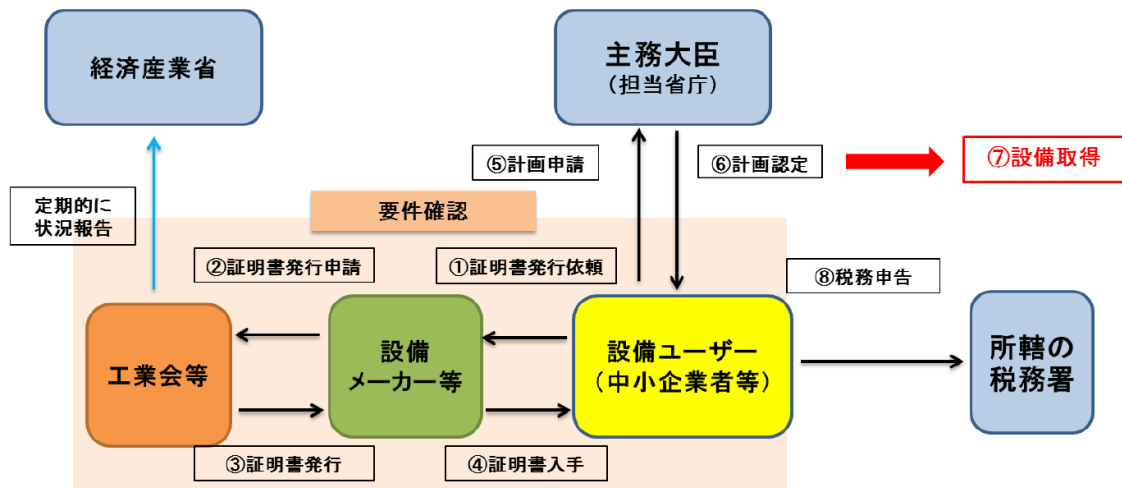 経済産業省
主務大臣
（担当省庁）
⑤計画申請
⑥計画認定
⑦設備取得
定期的に
状況報告
要件確認
②証明書発行申請
①証明書発行依頼
⑧税務申告
工業会等
設備
メーカー等
設備ユーザー
（中小企業者等）
所轄の
税務署
③証明書発行
④証明書入手